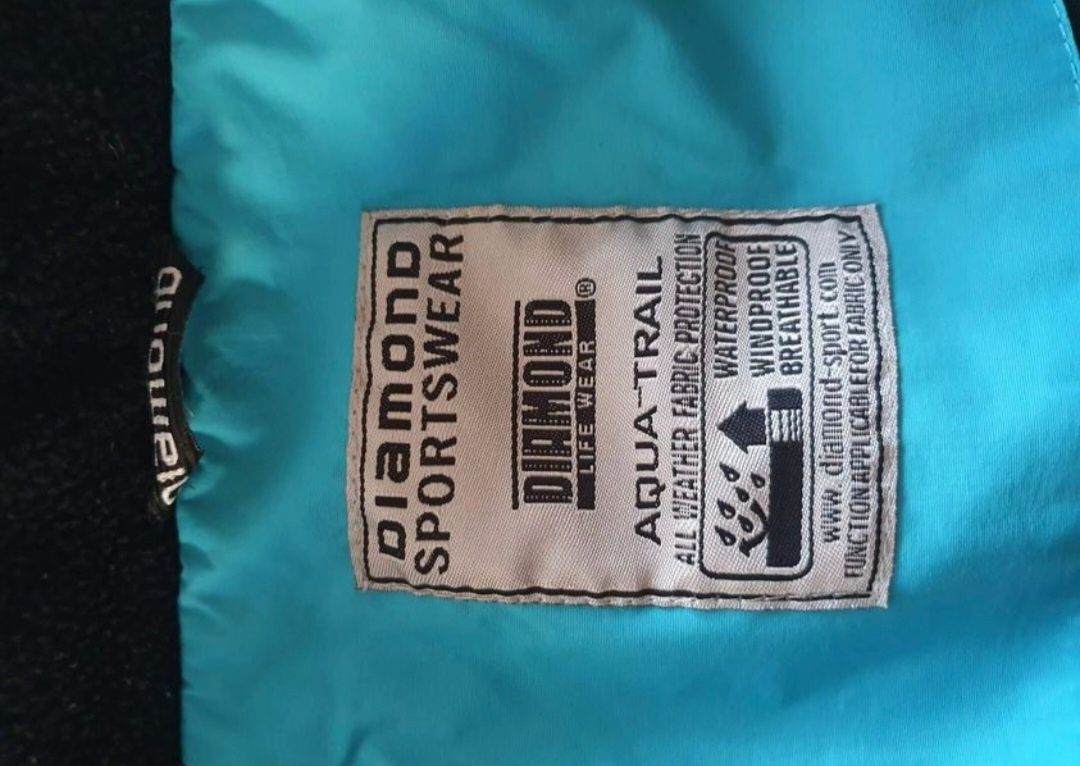 Diamond
Diamond
SPORTSWEAR
DIAMOND
LIFE WEAR®
AQUA-TRAIL
ALL WEATHER FABRIC PROTECTION
WATERPROOF
WINDPROOF
BREATHABLE
www.diamond-sport.com
FUNCTION APPLICABLE FOR FABRIC ONLY